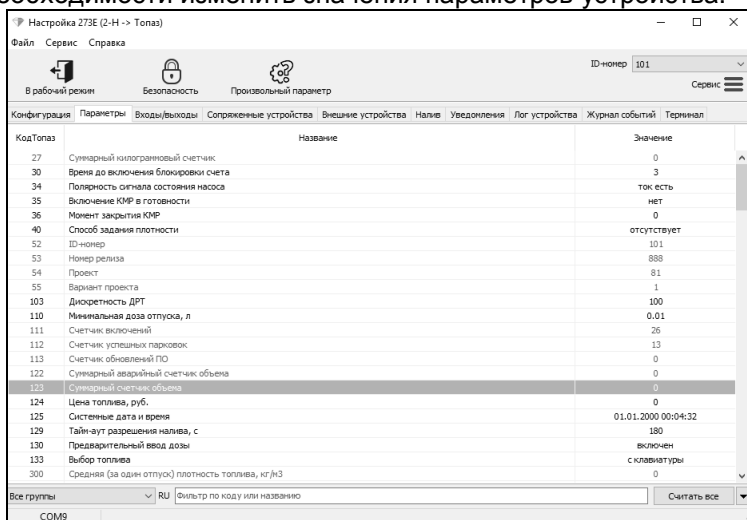 необходимости изменить значения параметров устройства.
Настройка 273Е (2-Н -> Топаз)
Файл Сервис Справка
В рабочий режим Безопасность Произвольный параметр ID-номер 101 Сервис
Конфигурация Параметры Входы/выходы Сопряженные устройства Внешние устройства Налив Уведомления Лог устройства Журнал событий Терминал
КодТопаз Название Значение
27 Суммарный килограммовый счетчик 0
30 Время до включения блокировки счета 3
34 Полярность сигнала состояния насоса ток есть
35 Включение КМР в готовности нет
36 Момент закрытия КМР 0
40 Способ задания плотности отсутствует
52 ID-номер 101
53 Номер релиза 888
54 Проект 81
55 Вариант проекта 1
103 Дискретность ДРТ 100
110 Минимальная доза отпуска, л 0.01
111 Счетчик включений 26
112 Счетчик успешных парковок 13
113 Счетчик обновлений ПО 0
122 Суммарный аварийный счетчик объема 0
123 Суммарный счетчик объема 0
124 Цена топлива, руб. 0
125 Системные дата и время 01.01.2000 00:04:32
129 Тайм-аут разрешения налива, с 180
130 Предварительный ввод дозы включен
133 Выбор топлива с клавиатуры
300 Средняя (за один отпуск) плотность топлива, кг/м3 0
Все группы RU Фильтр по коду или названию Считать все
COM9